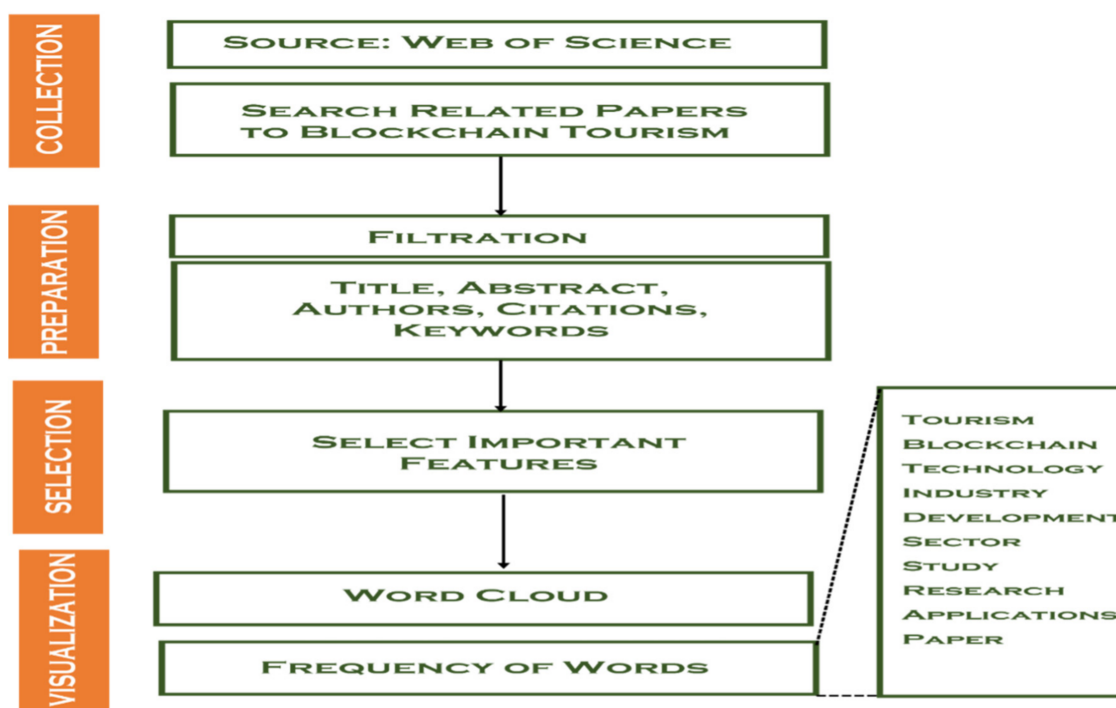 COLLECTION
SOURCE: WEB OF SCIENCE
SEARCH RELATED PAPERS
TO BLOCKCHAIN TOURISM
PREPARATION
FILTRATION
TITLE, ABSTRACT,
AUTHORS, CITATIONS,
KEYWORDS
SELECTION
SELECT IMPORTANT
FEATURES
VISUALIZATION
WORD CLOUD
FREQUENCY OF WORDS
TOURISM
BLOCKCHAIN
TECHNOLOGY
INDUSTRY
DEVELOPMENT
SECTOR
STUDY
RESEARCH
APPLICATIONS
PAPER